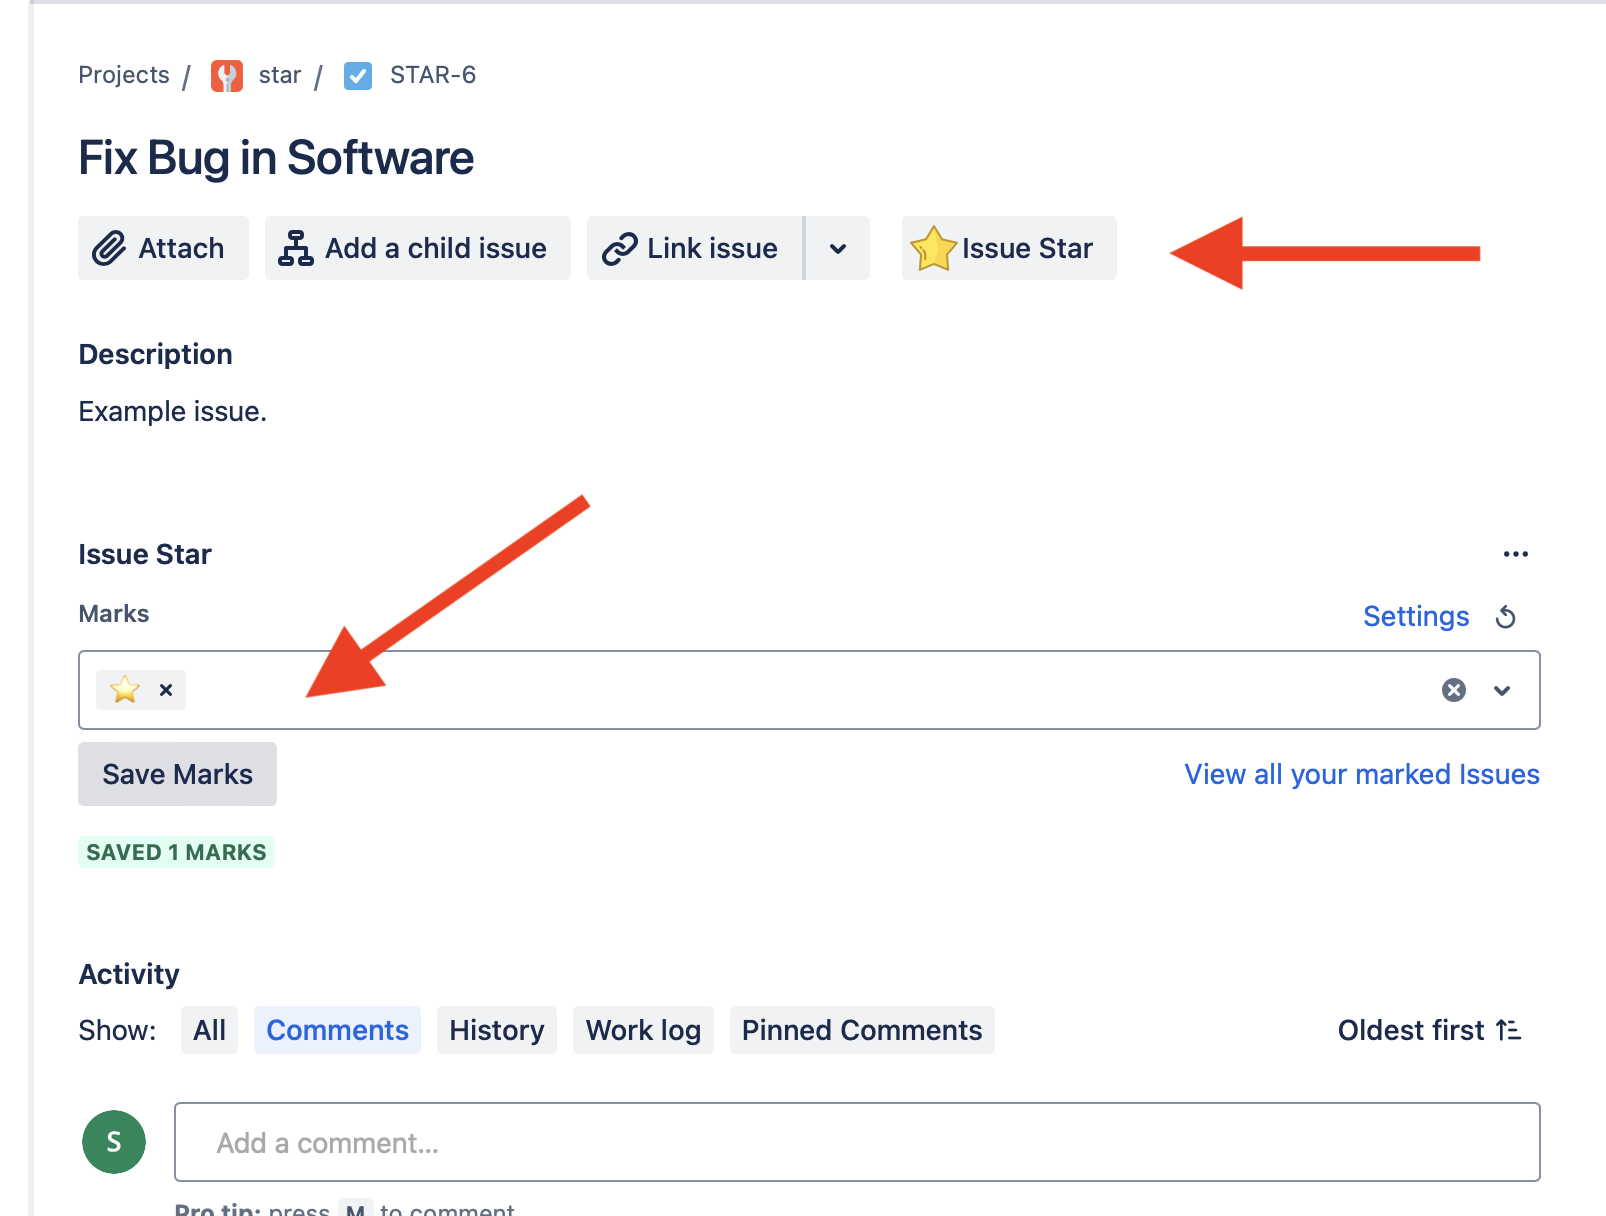 Projects / star / STAR-6
Fix Bug in Software
Attach Add a child issue Link issue Issue Star
Description
Example issue.
Issue Star
Marks Settings
Save Marks View all your marked Issues
SAVED 1 MARKS
Activity
Show: All Comments History Work log Pinned Comments Oldest first
S Add a comment...
Pro tip: press M to comment